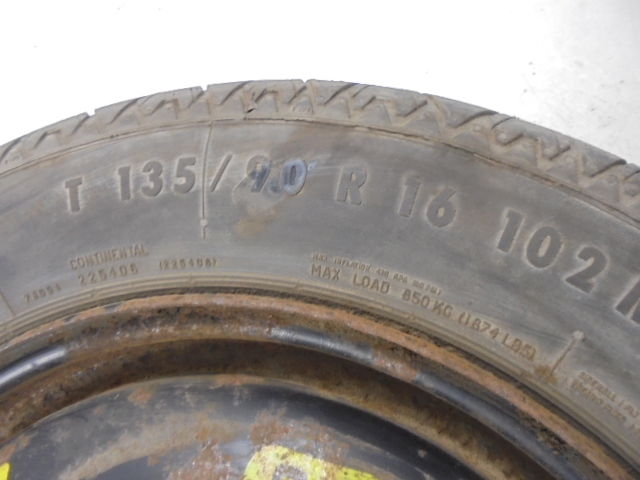 T 135/90 R 16 102 M
CONTINENTAL
225406 (225406)
MAX LOAD 850 KG (1874 LBS)